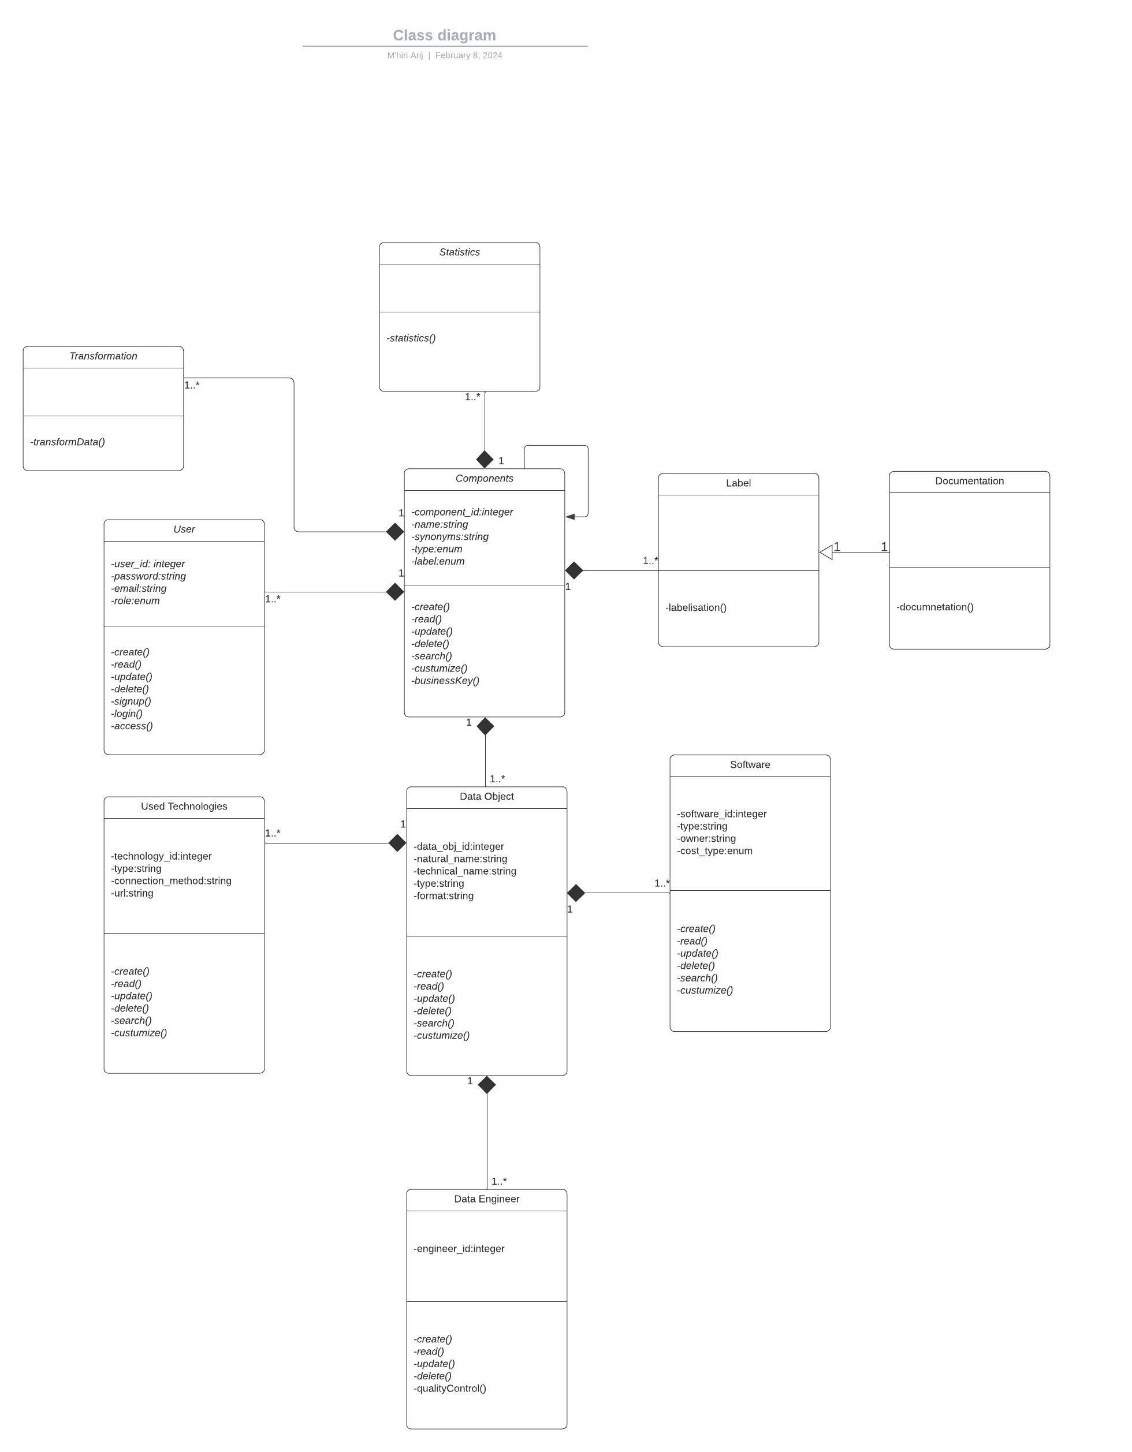 Class diagram
M'hiri Arij | February 8, 2024
Statistics
-statistics()
1..*
1
Transformation
-transformData()
1..*
1
Components
-component_id:integer
-name:string
-synonyms:string
-type:enum
-label:enum
-create()
-read()
-update()
-delete()
-search()
-custumize()
-businessKey()
1
1..*
Label
-labelisation()
1
1
Documentation
-documnetation()
User
-user_id: integer
-password:string
-email:string
-role:enum
-create()
-read()
-update()
-delete()
-signup()
-login()
-access()
1..*
1
1
1..*
Data Object
-data_obj_id:integer
-natural_name:string
-technical_name:string
-type:string
-format:string
-create()
-read()
-update()
-delete()
-search()
-custumize()
Used Technologies
-technology_id:integer
-type:string
-connection_method:string
-url:string
-create()
-read()
-update()
-delete()
-search()
-custumize()
1..*
1
Software
-software_id:integer
-type:string
-owner:string
-cost_type:enum
-create()
-read()
-update()
-delete()
-search()
-custumize()
1..*
1
1
1..*
Data Engineer
-engineer_id:integer
-create()
-read()
-update()
-delete()
-qualityControl()